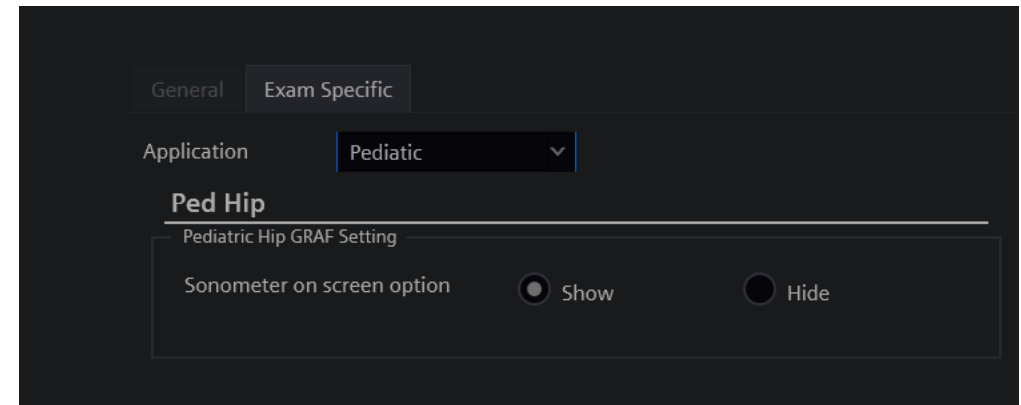 General Exam Specific
Application Pediatic
Ped Hip
Pediatric Hip GRAF Setting
Sonometer on screen option Show Hide